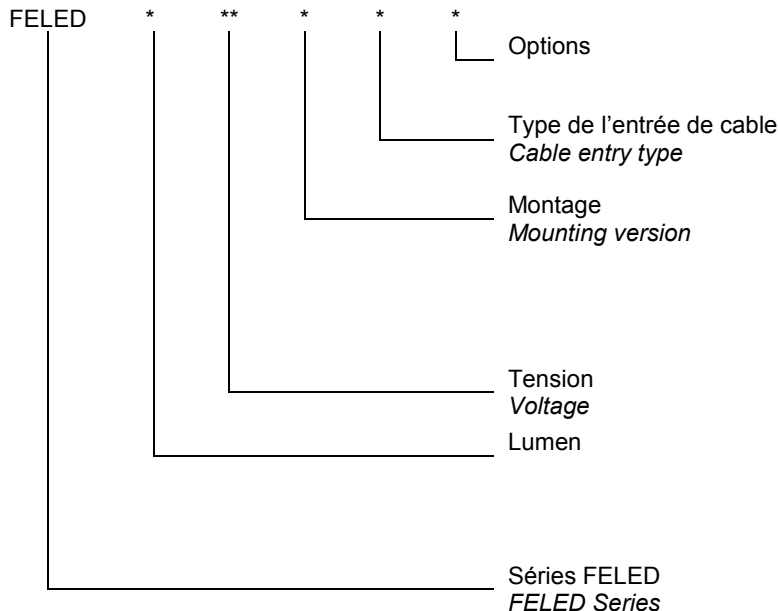 FELED * ** * * *
Options
Type de l’entrée de cable
Cable entry type
Montage
Mounting version
Tension
Voltage
Lumen
Séries FELED
FELED Series